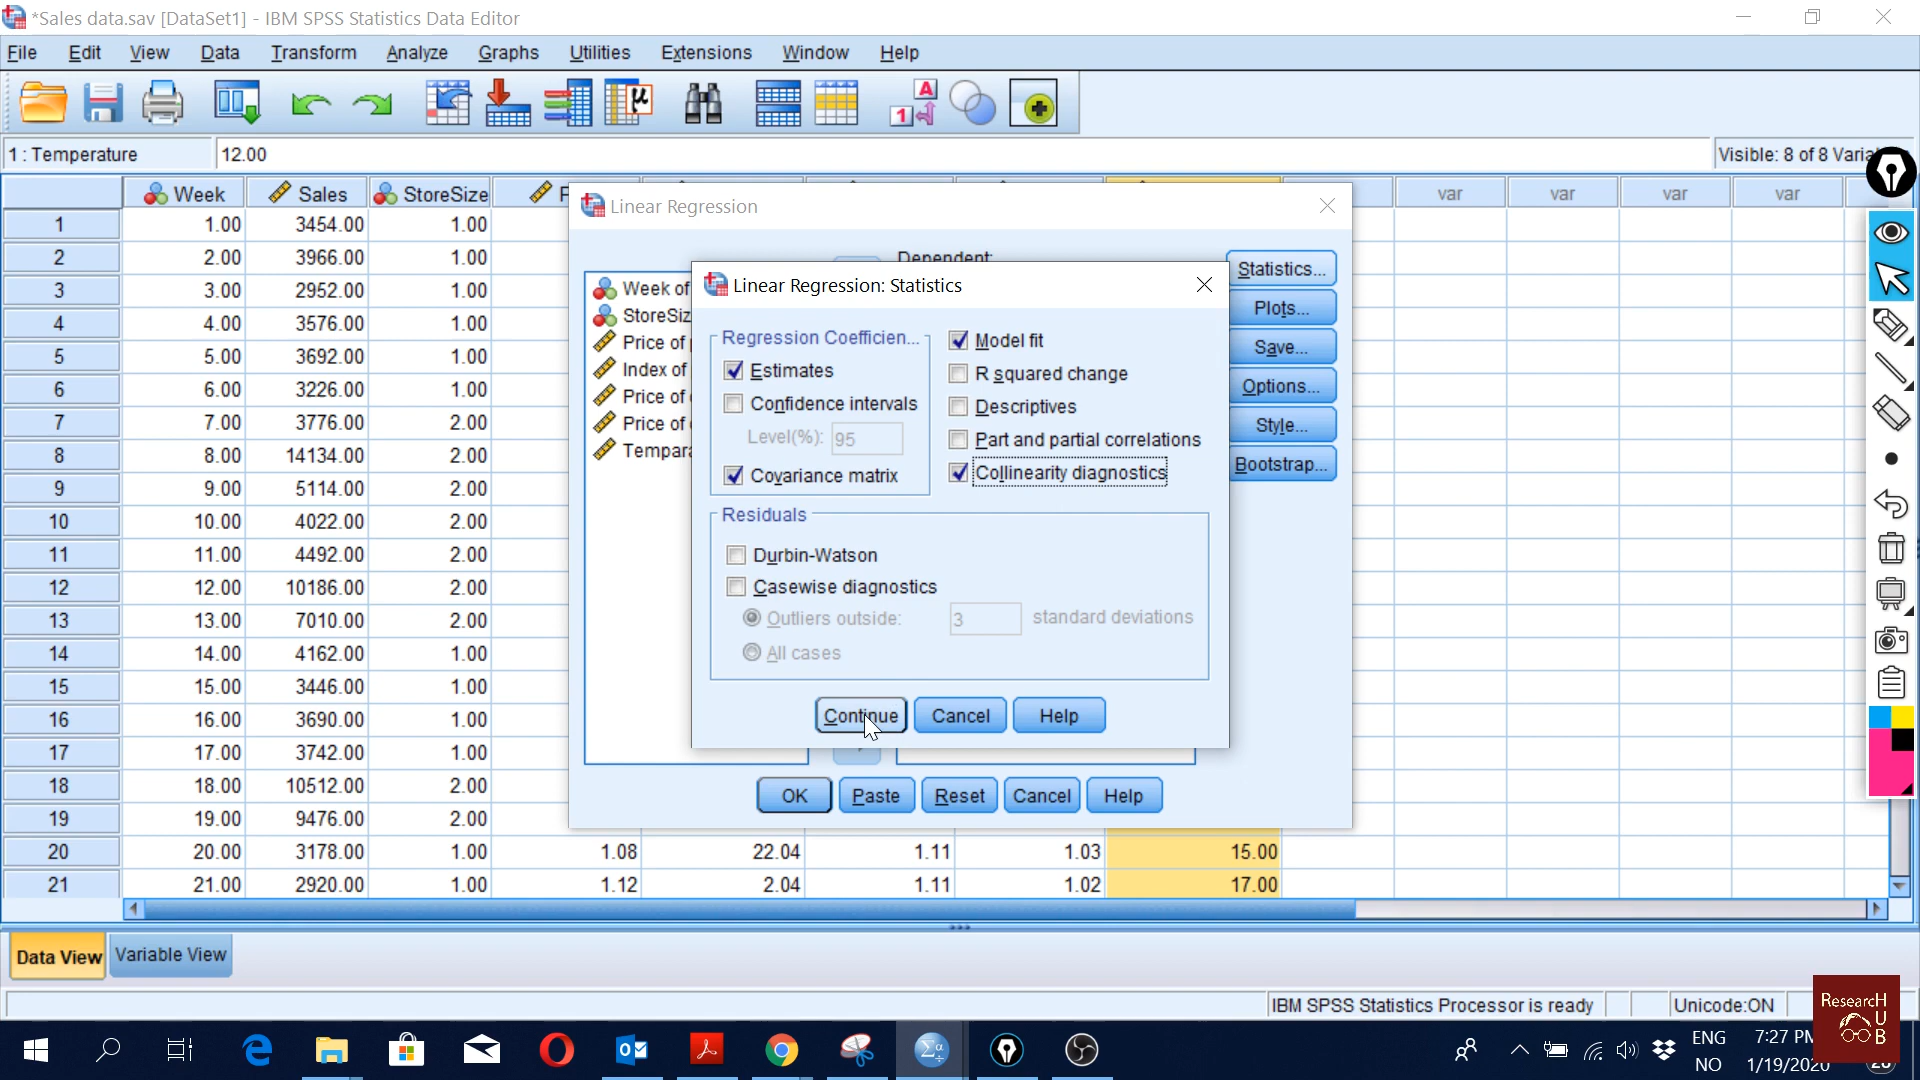 *Sales data.sav [DataSet1] - IBM SPSS Statistics Data Editor
File Edit View Data Transform Analyze Graphs Utilities Extensions Window Help
1 : Temperature 12.00 Visible: 8 of 8
Week Sales StoreSize var var var var
1 1.00 3454.00 1.00
2 2.00 3966.00 1.00
3 3.00 2952.00 1.00
4 4.00 3576.00 1.00
5 5.00 3692.00 1.00
6 6.00 3226.00 1.00
7 7.00 3776.00 2.00
8 8.00 14134.00 2.00
9 9.00 5114.00 2.00
10 10.00 4022.00 2.00
11 11.00 4492.00 2.00
12 12.00 10186.00 2.00
13 13.00 7010.00 2.00
14 14.00 4162.00 1.00
15 15.00 3446.00 1.00
16 16.00 3690.00 1.00
17 17.00 3742.00 1.00
18 18.00 10512.00 2.00
19 19.00 9476.00 2.00
20 20.00 3178.00 1.00 1.08 22.04 1.11 1.03 15.00
21 21.00 2920.00 1.00 1.12 2.04 1.11 1.02 17.00
Linear Regression
Dependent:
Week of
StoreSiz
Price of
Index of
Price of
Price of
Tempara
Statistics...
Plots...
Save...
Options...
Style...
Bootstrap...
Linear Regression: Statistics
Regression Coefficien...
Estimates
Confidence intervals
Level(%): 95
Covariance matrix
Model fit
R squared change
Descriptives
Part and partial correlations
Collinearity diagnostics
Residuals
Durbin-Watson
Casewise diagnostics
Outliers outside: 3 standard deviations
All cases
Continue Cancel Help
OK Paste Reset Cancel Help
Data View Variable View
IBM SPSS Statistics Processor is ready Unicode:ON
ResearcH
U
B
ENG
NO
7:27 PM
1/19/2020